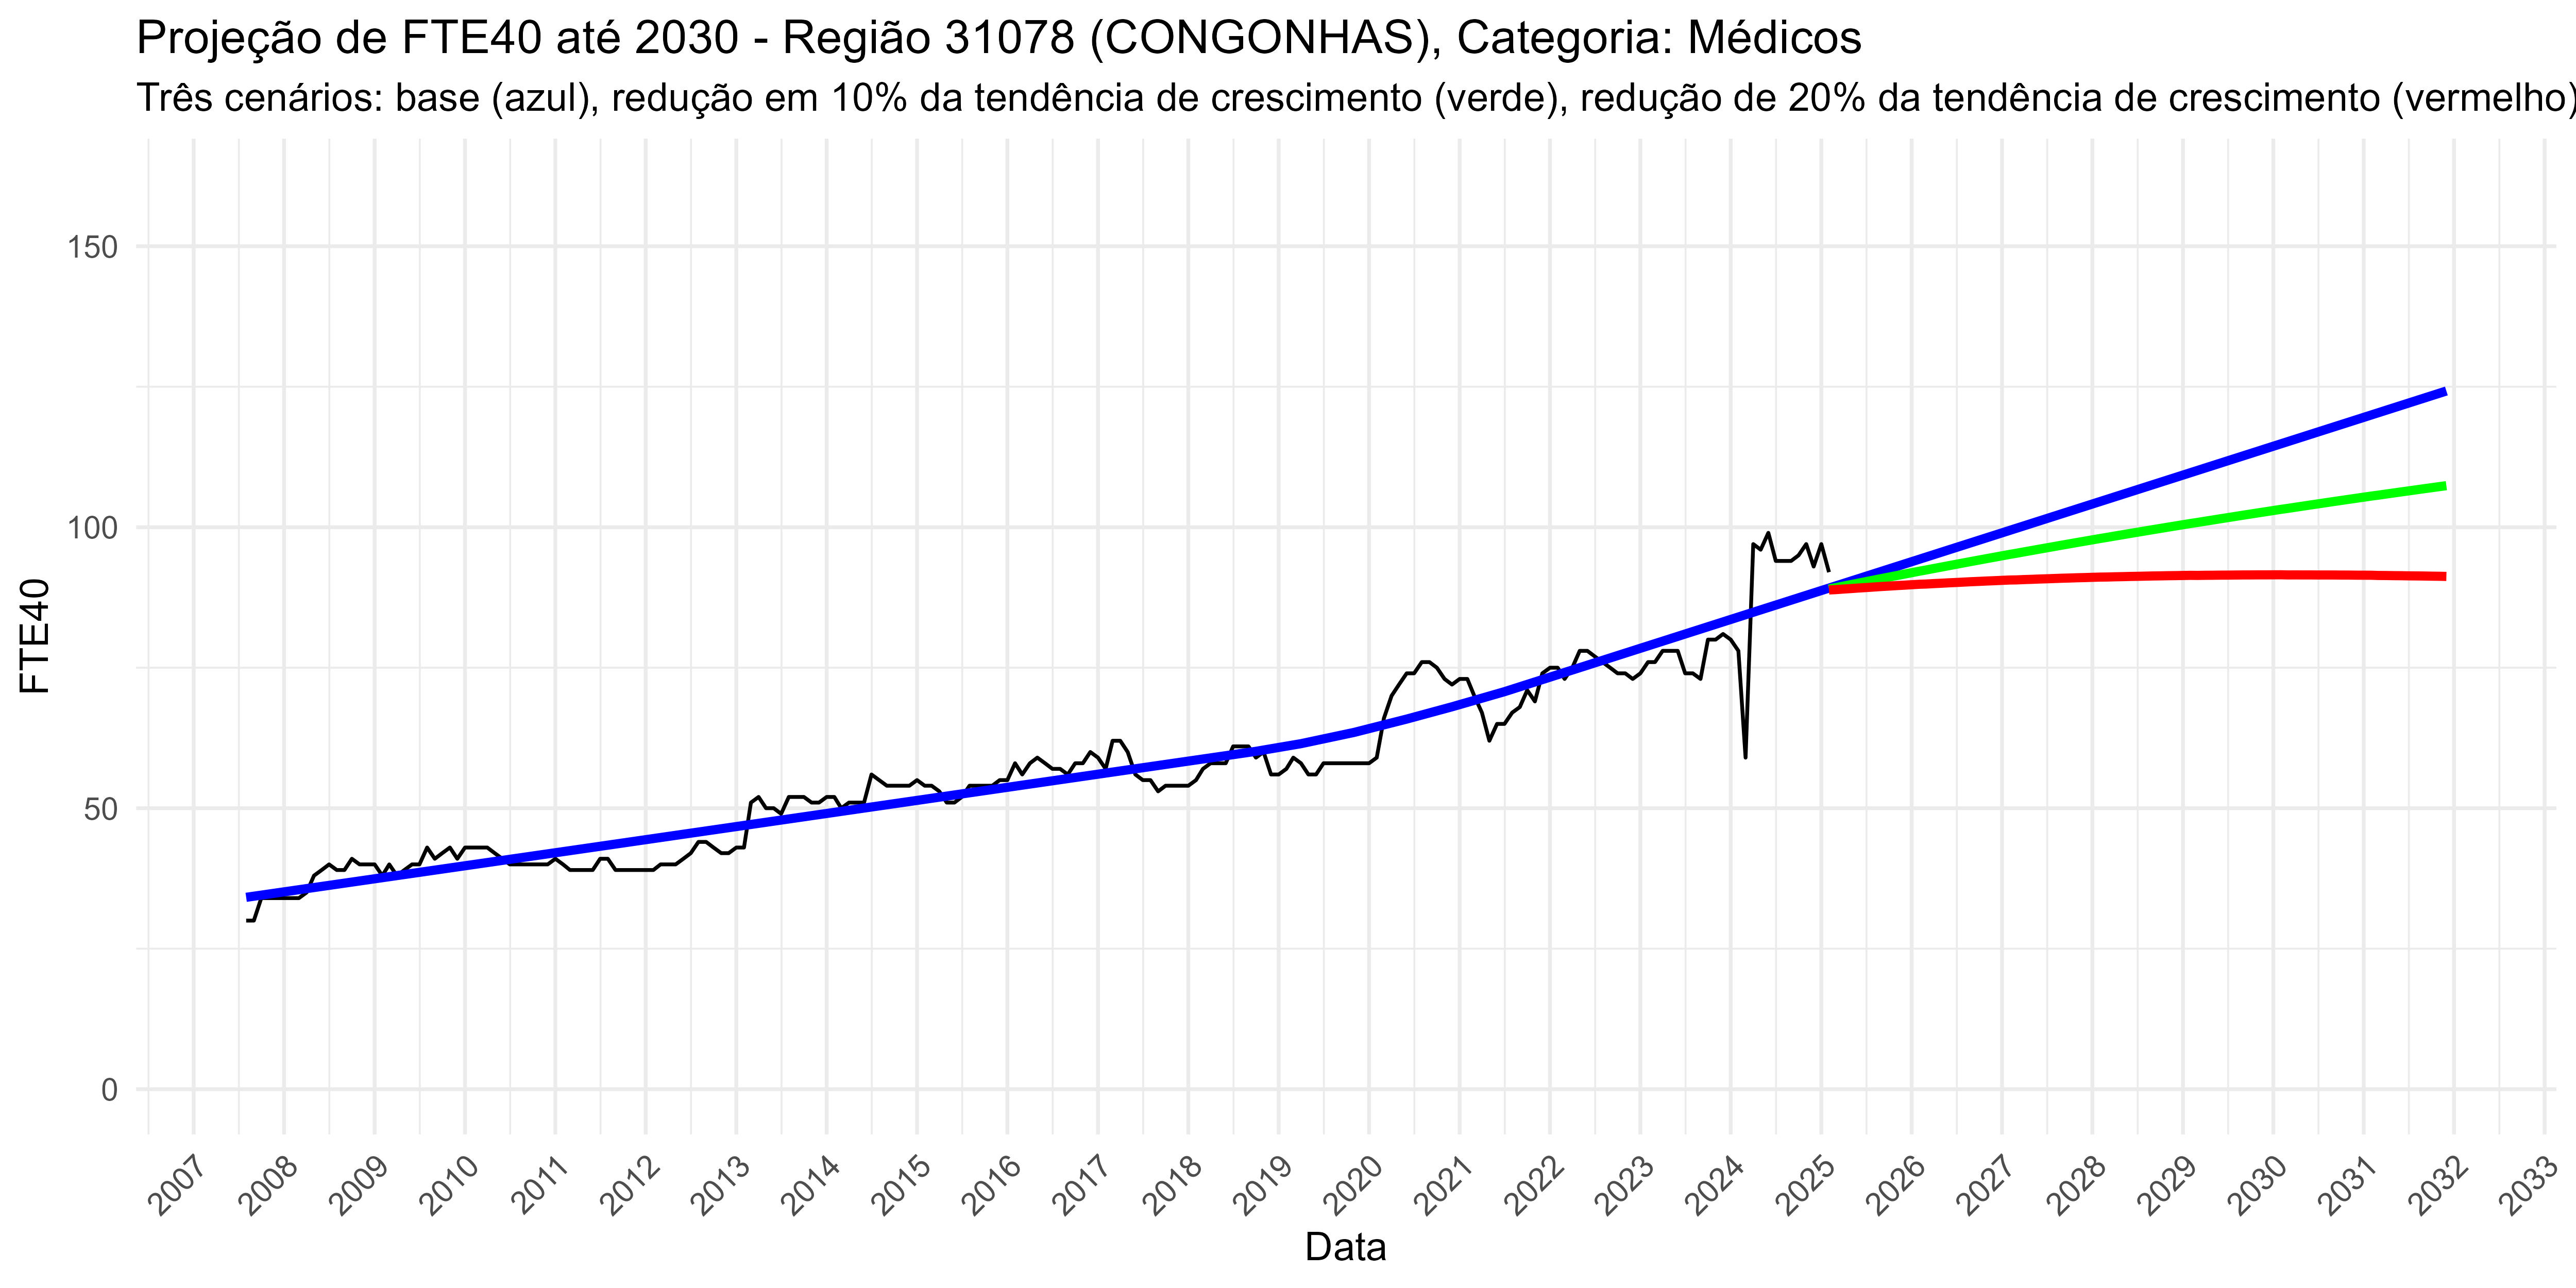 Projeção de FTE40 até 2030 - Região 31078 (CONGONHAS), Categoria: Médicos
Três cenários: base (azul), redução em 10% da tendência de crescimento (verde), redução de 20% da tendência de crescimento (vermelho)
150
100
50
0
FTE40
2007 2008 2009 2010 2011 2012 2013 2014 2015 2016 2017 2018 2019 2020 2021 2022 2023 2024 2025 2026 2027 2028 2029 2030 2031 2032 2033
Data